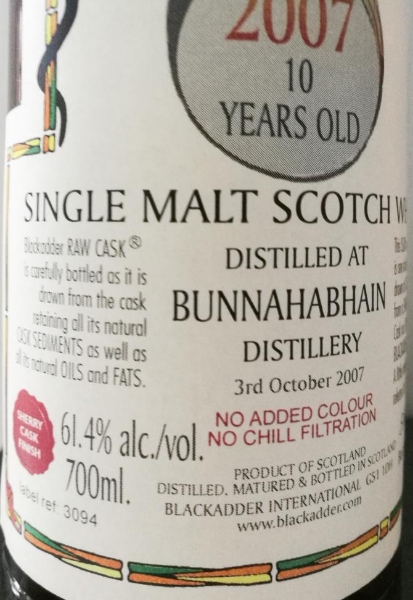 2007
10
YEARS OLD
SINGLE MALT SCOTCH
Blackadder RAW CASK®
is carefully bottled as it is
drawn from the cask
retaining all its natural
CASK SEDIMENTS as well as
all its natural OILS and FATS.
DISTILLED AT
BUNNAHABHAIN
DISTILLERY
3rd October 2007
NO ADDED COLOUR
NO CHILL FILTRATION
SHERRY
CASK
FINISH
61.4% alc./vol.
700ml.
label ref: 3094
PRODUCT OF SCOTLAND
DISTILLED, MATURED & BOTTLED IN SCOTLAND
BLACKADDER INTERNATIONAL GS1
www.blackadder.com